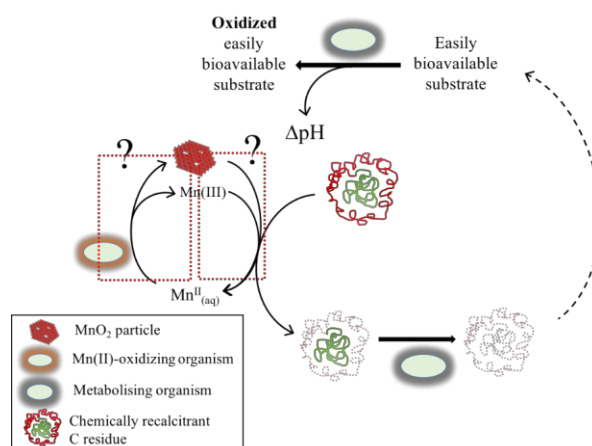 Oxidized
easily
bioavailable
substrate
Easily
bioavailable
substrate
ΔpH
?
?
Mn(III)
Mn^II_(aq)
MnO₂ particle
Mn(II)-oxidizing organism
Metabolising organism
Chemically recalcitrant
C residue